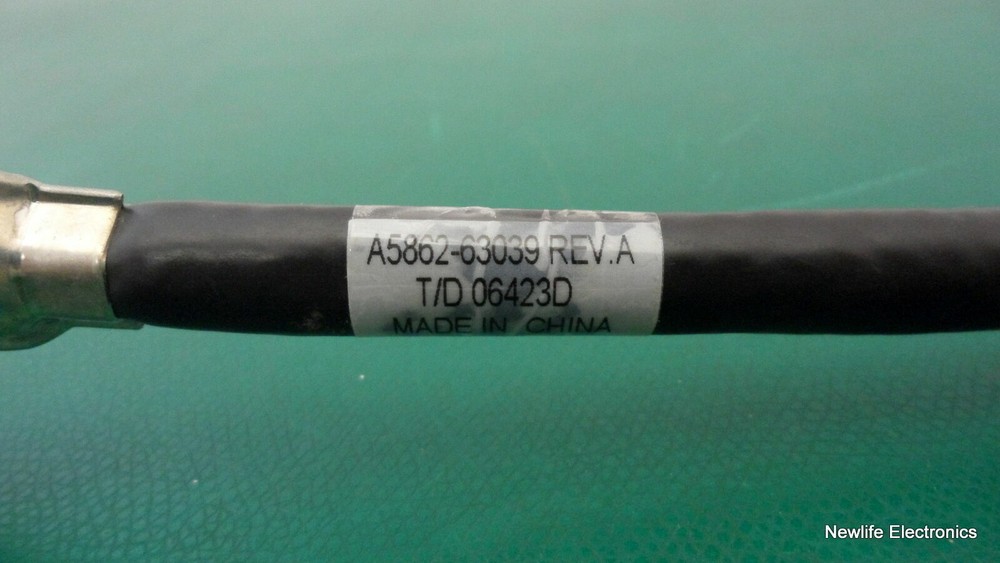 A5862-63039 REV.A
T/D 06423D
MADE IN CHINA
Newlife Electronics